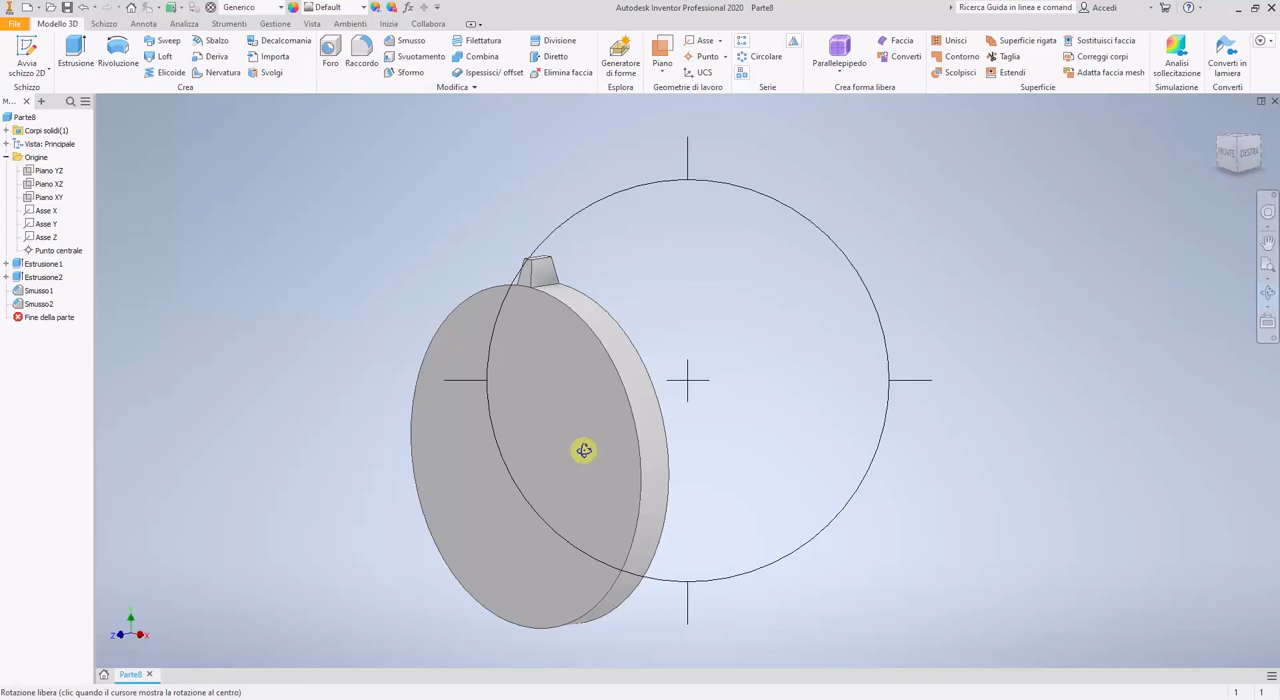 Generico
Default
Autodesk Inventor Professional 2020 Parte8
Ricerca Guida in linea e comand
Accedi
File Modello 3D Schizzo Annota Analizza Strumenti Gestione Vista Ambienti Inizia Collabora
Avvia
schizzo 2D
Schizzo
Estrusione
Rivoluzione
Sweep
Loft
Elicoide
Sbalzo
Deriva
Nervatura
Decalcomania
Importa
Svolgi
Crea
Foro
Raccordo
Smusso
Svuotamento
Sformo
Filettatura
Combina
Ispessisci/ offset
Divisione
Diretto
Elimina faccia
Modifica
Generatore
di forme
Esplora
Piano
Asse
Punto
UCS
Geometria di lavoro
Circolare
Serie
Parallelepipedo
Faccia
Converti
Crea forma libera
Unisci
Contorno
Scolpisci
Superficie rigata
Taglia
Estendi
Sostituisci faccia
Correggi corpi
Adatta faccia mesh
Superficie
Analisi
sollecitazione
Simulazione
Converti in
lamiera
Converti
M...
Parte8
Corpi solidi(1)
Vista: Principale
Origine
Piano YZ
Piano XZ
Piano XY
Asse X
Asse Y
Asse Z
Punto centrale
Estrusione1
Estrusione2
Smusso1
Smusso2
Fine della parte
FRONTE DESTRA
Y
Z X
Parte8
Rotazione libera (clic quando il cursore mostra la rotazione al centro)
1 1